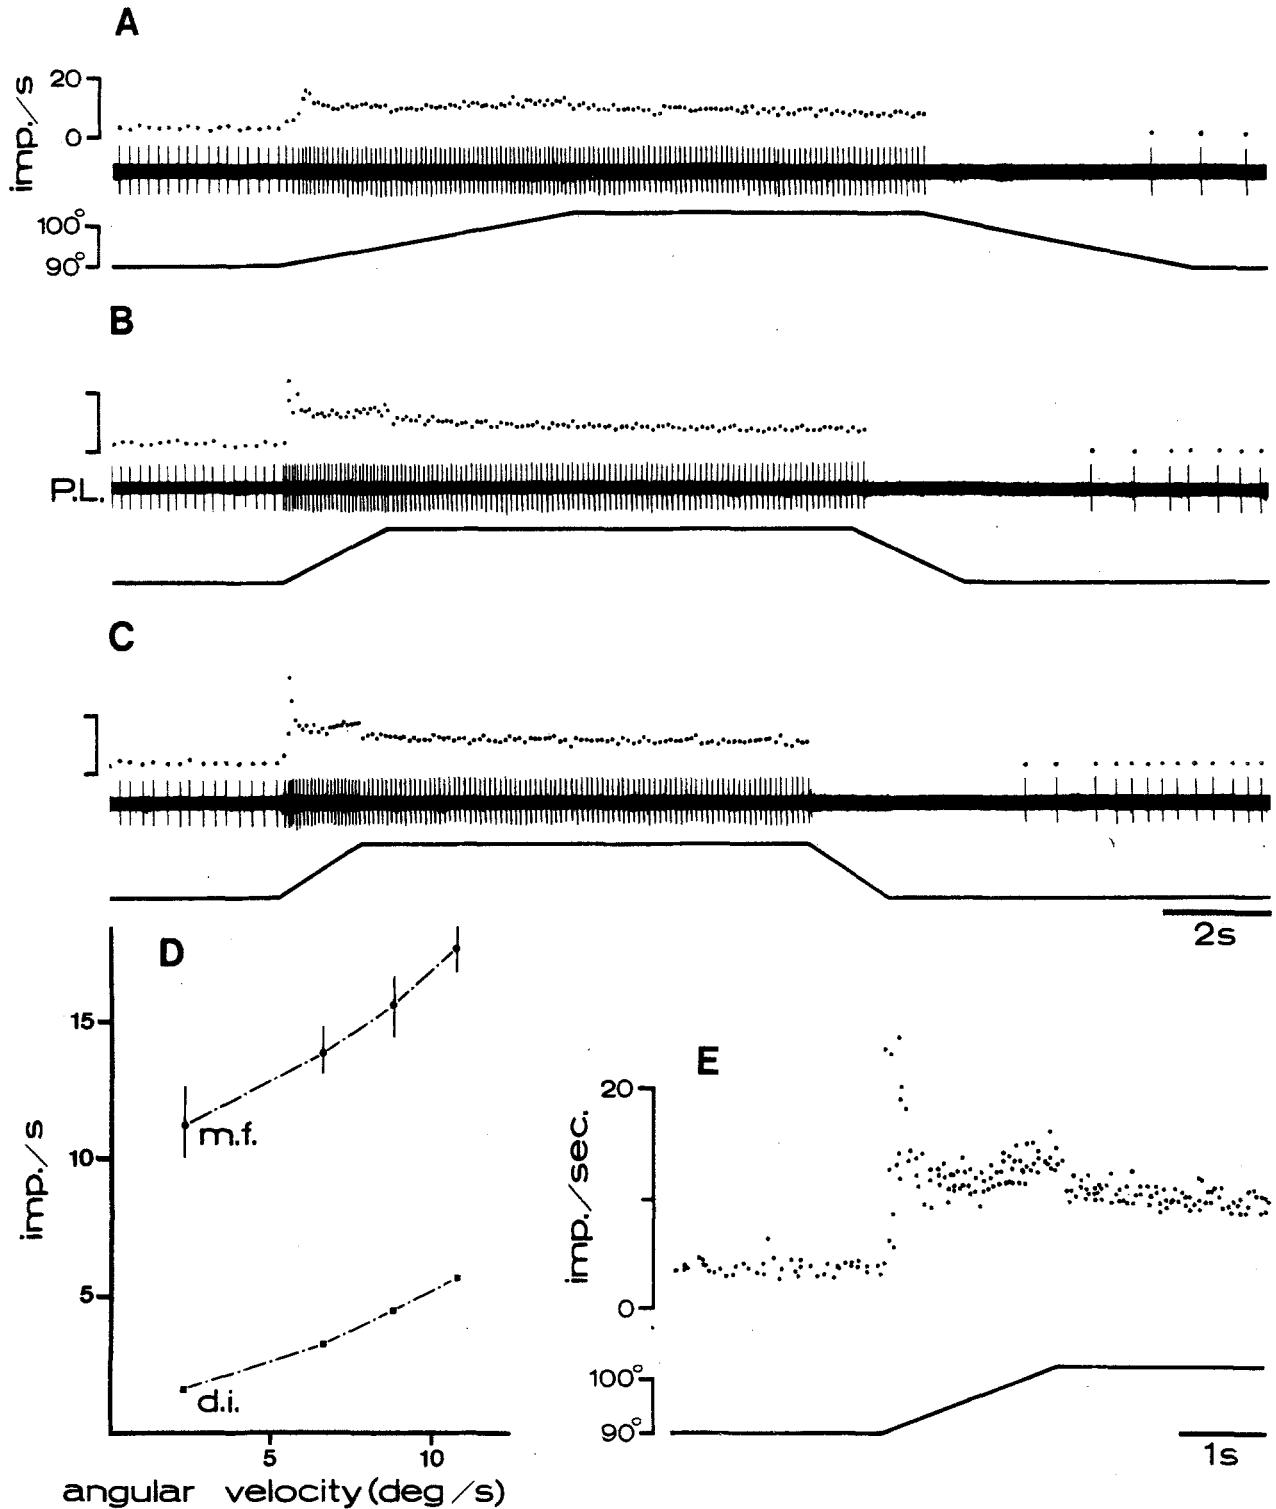 A
imp./s
20
0
100°
90°
B
P.L.
C
2s
D
imp./s
15
10
5
m.f.
d.i.
5
10
angular velocity (deg/s)
E
imp./sec.
20
0
100°
90°
1s